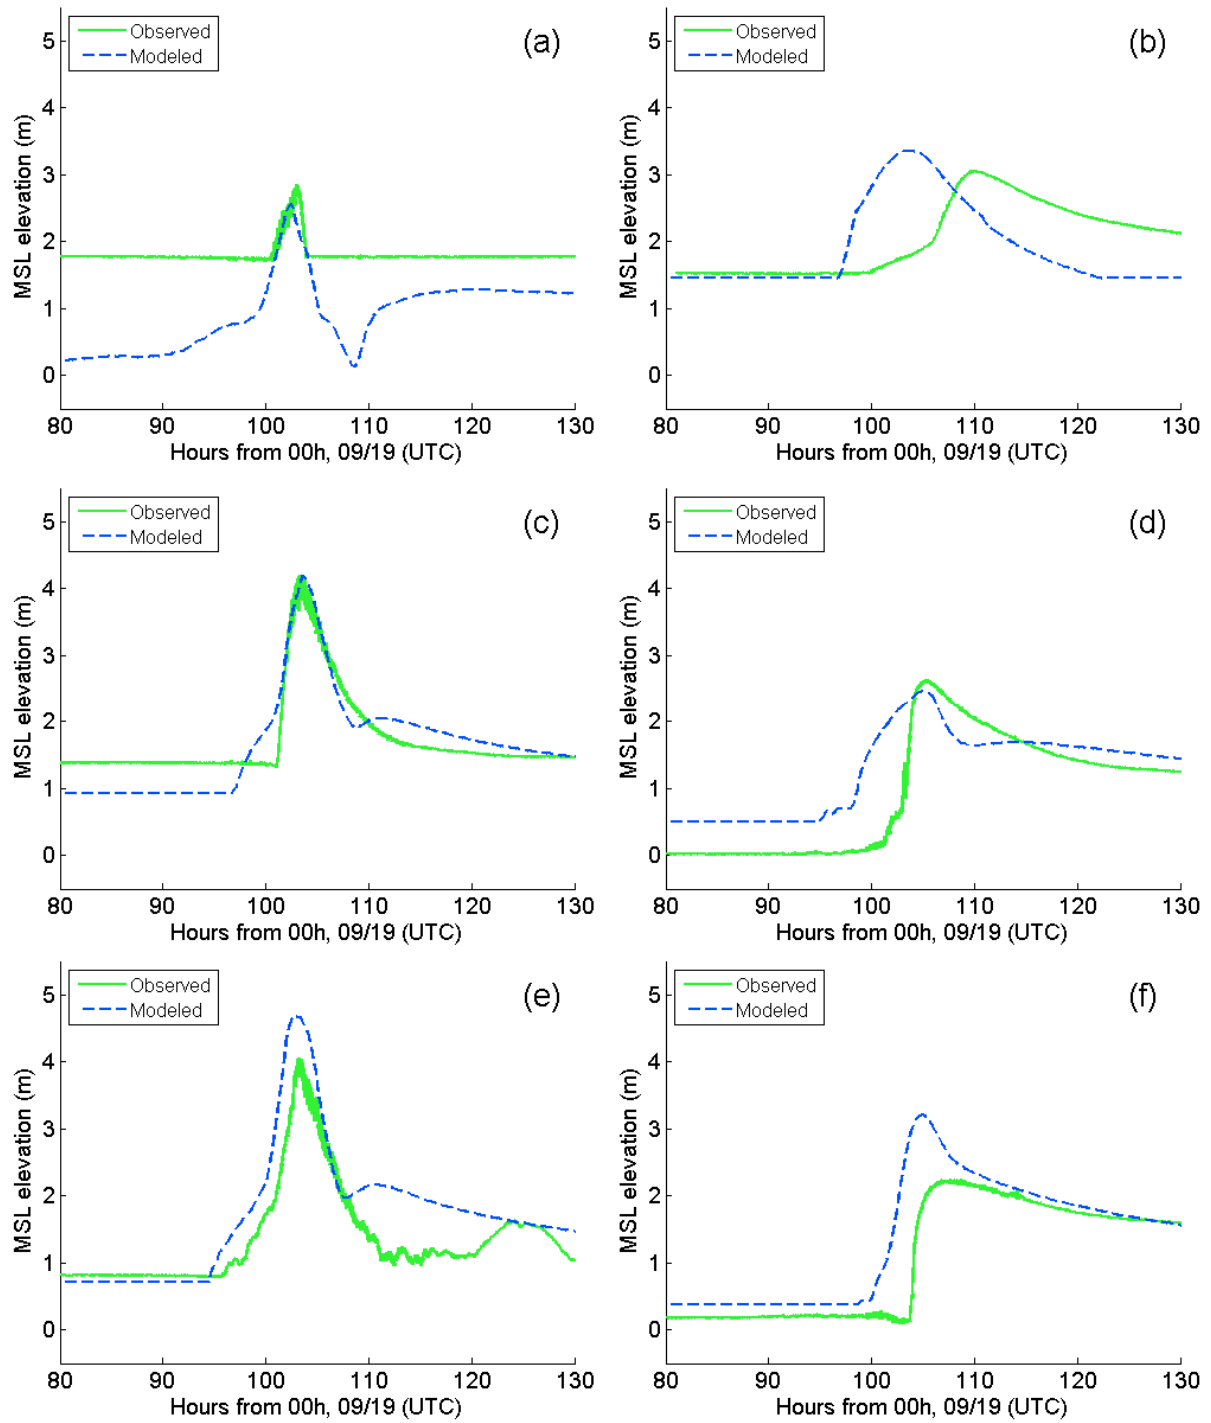 Observed
Modeled
(a)
5
4
3
2
1
0
MSL elevation (m)
80 90 100 110 120 130
Hours from 00h, 09/19 (UTC)
Observed
Modeled
(b)
5
4
3
2
1
0
MSL elevation (m)
80 90 100 110 120 130
Hours from 00h, 09/19 (UTC)
Observed
Modeled
(c)
5
4
3
2
1
0
MSL elevation (m)
80 90 100 110 120 130
Hours from 00h, 09/19 (UTC)
Observed
Modeled
(d)
5
4
3
2
1
0
MSL elevation (m)
80 90 100 110 120 130
Hours from 00h, 09/19 (UTC)
Observed
Modeled
(e)
5
4
3
2
1
0
MSL elevation (m)
80 90 100 110 120 130
Hours from 00h, 09/19 (UTC)
Observed
Modeled
(f)
5
4
3
2
1
0
MSL elevation (m)
80 90 100 110 120 130
Hours from 00h, 09/19 (UTC)